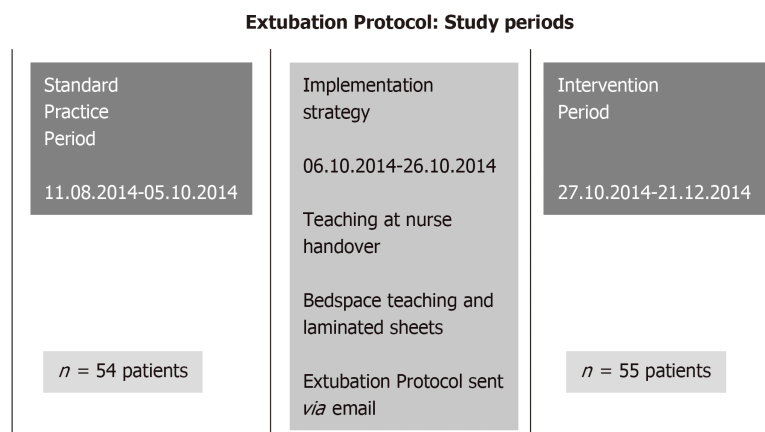 Extubation Protocol: Study periods
Standard
Practice
Period
11.08.2014-05.10.2014
n = 54 patients
Implementation
strategy
06.10.2014-26.10.2014
Teaching at nurse
handover
Bedspace teaching and
laminated sheets
Extubation Protocol sent
via email
Intervention
Period
27.10.2014-21.12.2014
n = 55 patients